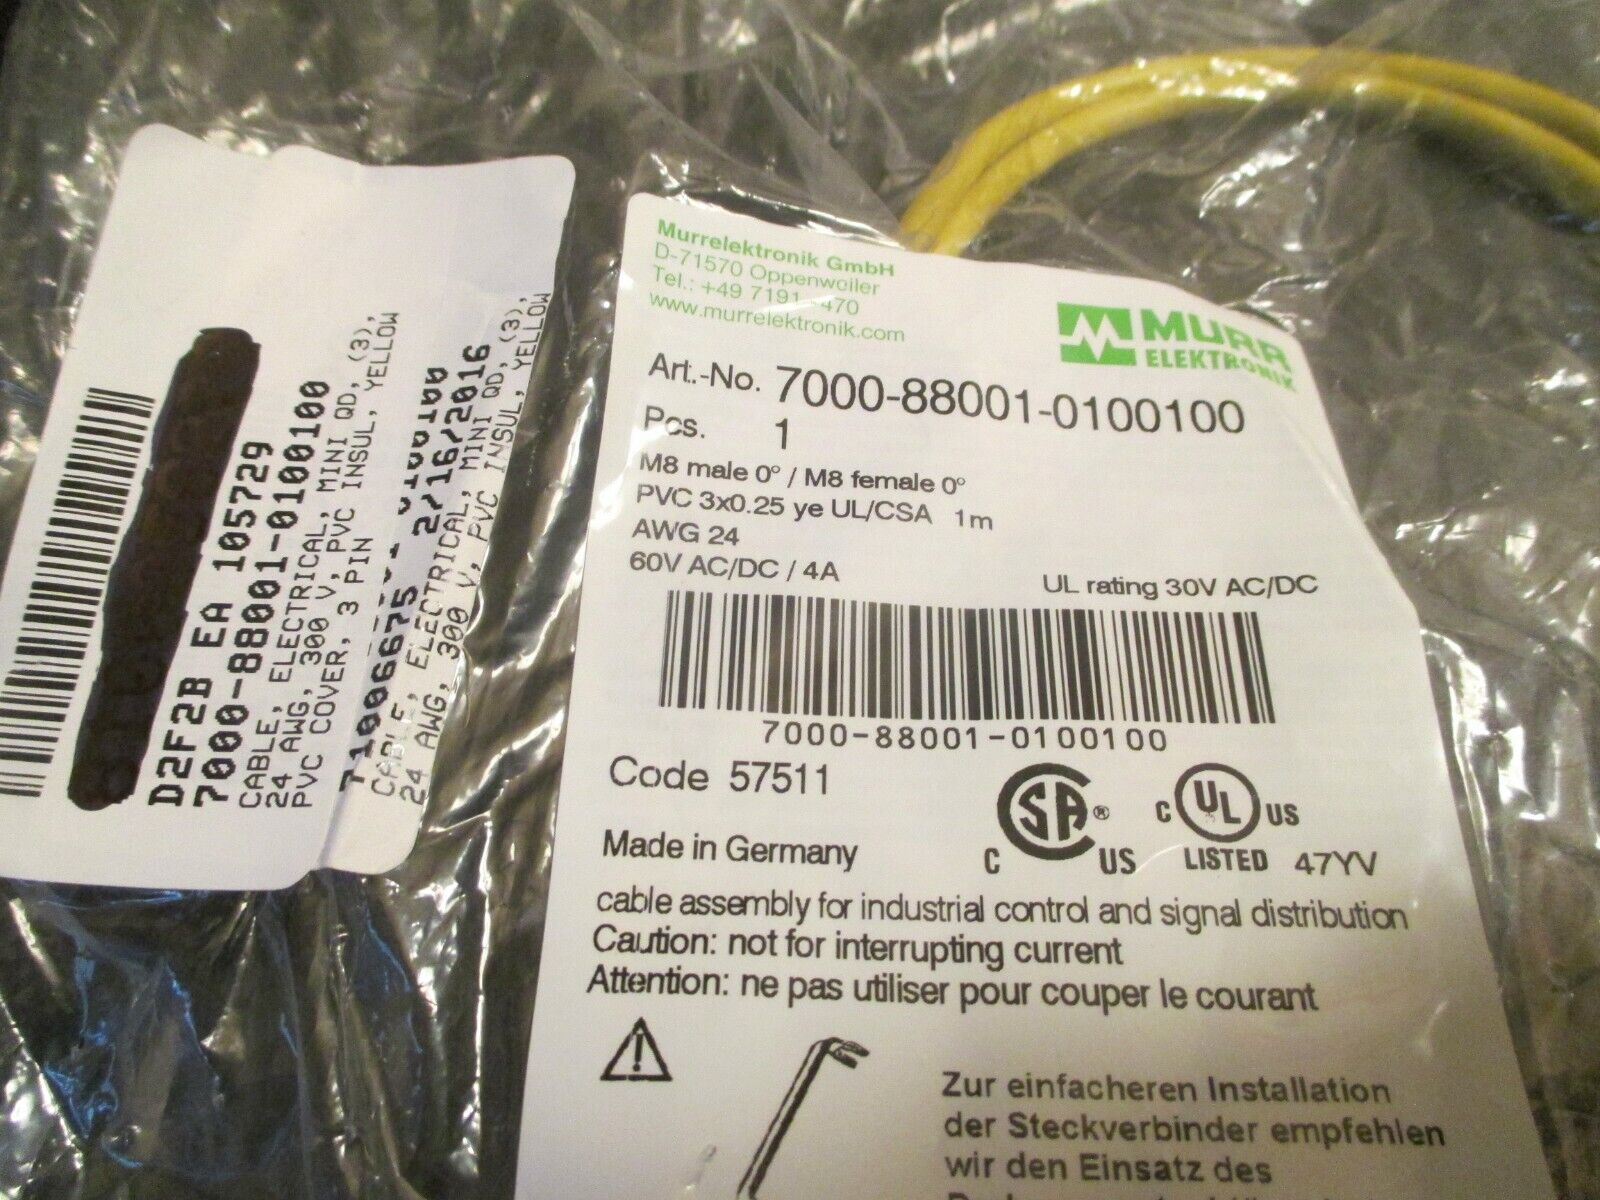 D2F2B EA 105729
7000-88001-0100100
CABLE, ELECTRICAL, MINI QD, (3),
24 AWG, 300 V, PVC INSUL, YELLOW
PVC COVER, 3 PIN
71006675 2/16/2016
CABLE, ELECTRICAL, MINI QD, (3),
24 AWG, 300 V, PVC INSUL, YELLOW
Murrelektronik GmbH
D-71570 Oppenweiler
Tel.: +49 7191 470
www.murrelektronik.com
MURR
ELEKTRONIK
Art.-No. 7000-88001-0100100
Pcs. 1
M8 male 0° / M8 female 0°
PVC 3x0.25 ye UL/CSA 1m
AWG 24
60V AC/DC / 4A
UL rating 30V AC/DC
7000-88001-0100100
Code 57511
CSA®
C US
C UL US
LISTED 47YV
Made in Germany
cable assembly for industrial control and signal distribution
Caution: not for interrupting current
Attention: ne pas utiliser pour couper le courant
Zur einfacheren Installation
der Steckverbinder empfehlen
wir den Einsatz des